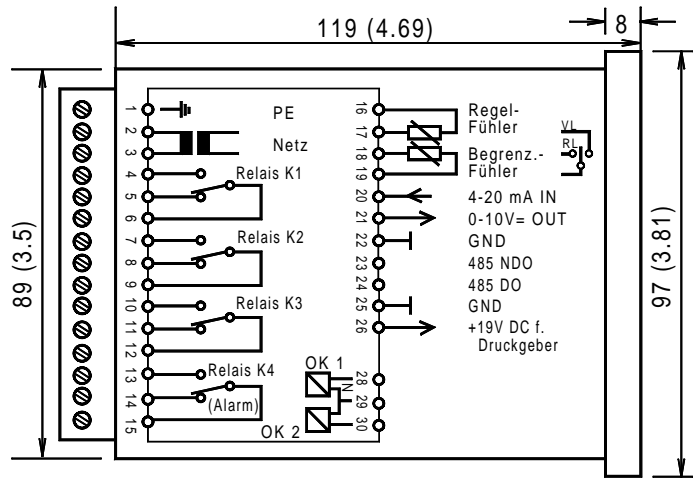 119 (4.69)
8
89 (3.5)
97 (3.81)
1
PE
2
Netz
3
4
Relais K1
5
6
7
Relais K2
8
9
10
Relais K3
11
12
13
Relais K4
14
(Alarm)
15
OK 1
N
OK 2
16
Regel-
17
Fühler
18
Begrenz.-
19
Fühler
VL
RL
20
4-20 mA IN
21
0-10V= OUT
22
GND
23
485 NDO
24
485 DO
25
GND
26
+19V DC f.
Druckgeber
28
29
30